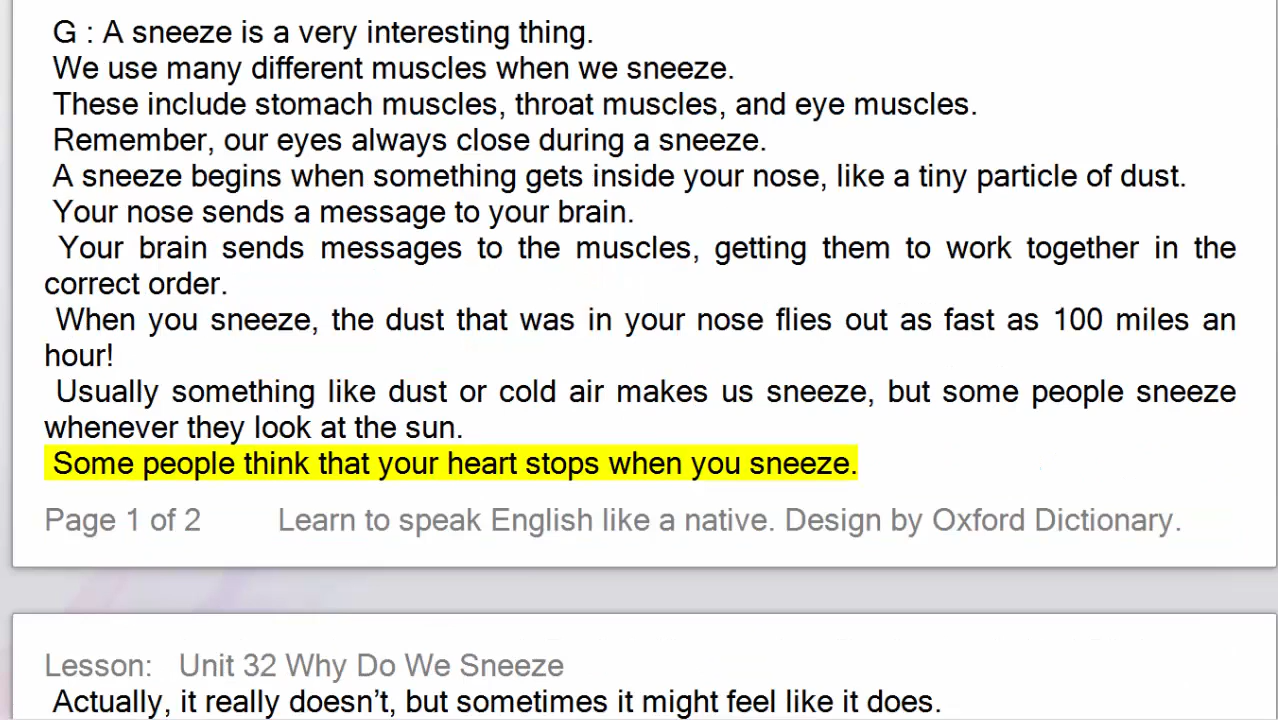 G : A sneeze is a very interesting thing.
We use many different muscles when we sneeze.
These include stomach muscles, throat muscles, and eye muscles.
Remember, our eyes always close during a sneeze.
A sneeze begins when something gets inside your nose, like a tiny particle of dust.
Your nose sends a message to your brain.
Your brain sends messages to the muscles, getting them to work together in the
correct order.
When you sneeze, the dust that was in your nose flies out as fast as 100 miles an
hour!
Usually something like dust or cold air makes us sneeze, but some people sneeze
whenever they look at the sun.
Some people think that your heart stops when you sneeze.
Page 1 of 2 Learn to speak English like a native. Design by Oxford Dictionary.
Lesson: Unit 32 Why Do We Sneeze
Actually, it really doesn’t, but sometimes it might feel like it does.